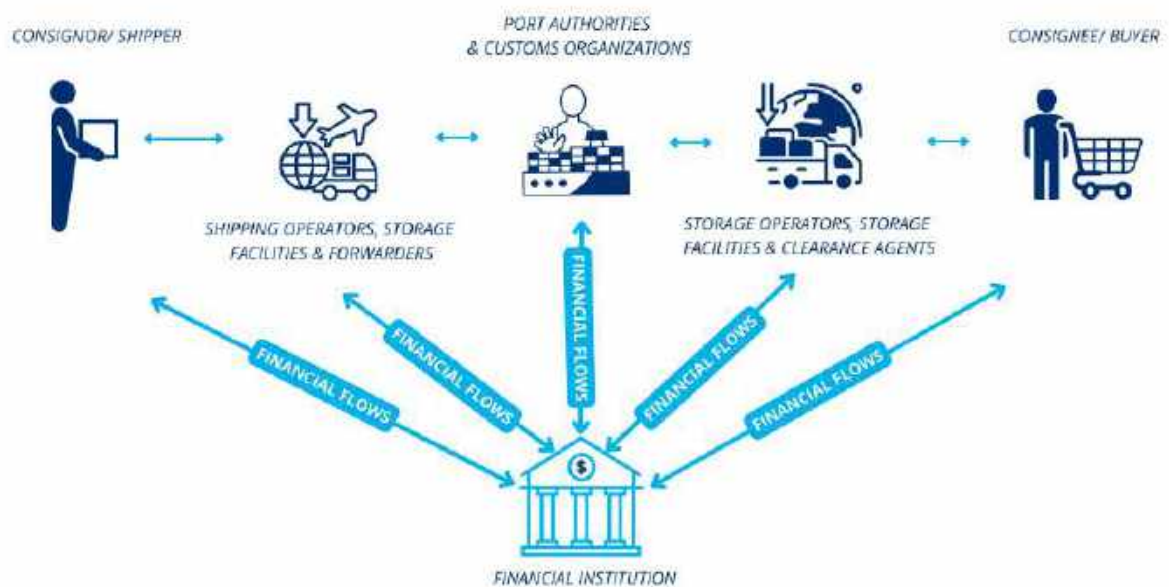 CONSIGNOR/ SHIPPER
PORT AUTHORITIES
& CUSTOMS ORGANIZATIONS
CONSIGNEE/ BUYER
SHIPPING OPERATORS, STORAGE
FACILITIES & FORWARDERS
STORAGE OPERATORS, STORAGE
FACILITIES & CLEARANCE AGENTS
FINANCIAL FLOWS
FINANCIAL FLOWS
FINANCIAL FLOWS
FINANCIAL FLOWS
FINANCIAL FLOWS
$
FINANCIAL INSTITUTION